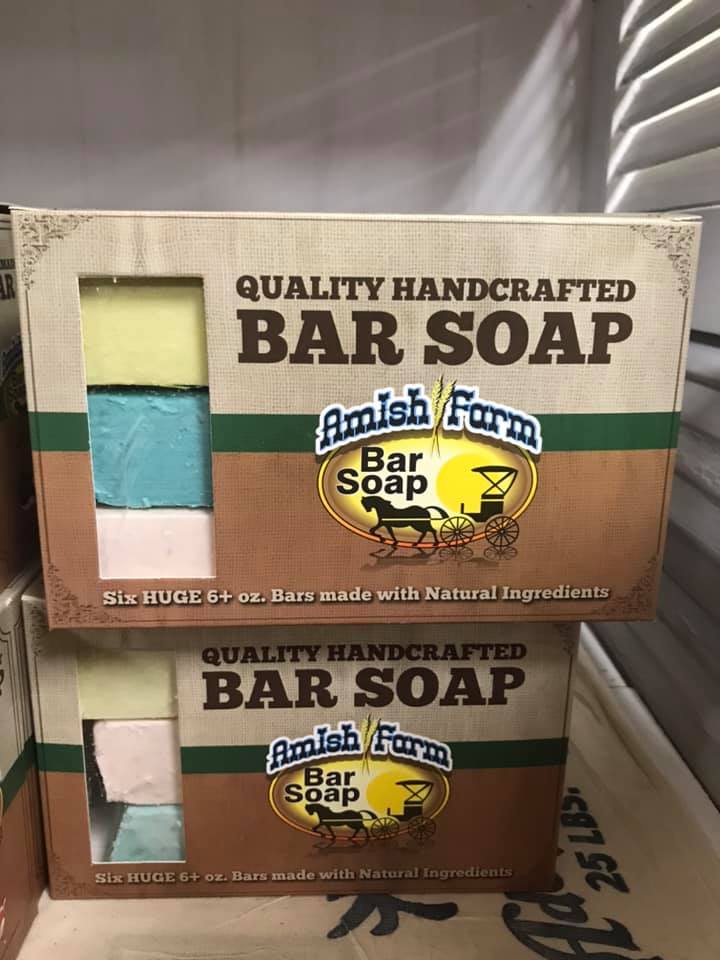 QUALITY HANDCRAFTED
BAR SOAP
Amish Farm
Bar
Soap
Six HUGE 6+ oz. Bars made with Natural Ingredients
QUALITY HANDCRAFTED
BAR SOAP
Amish Farm
Bar
Soap
Six HUGE 6+ oz. Bars made with Natural Ingredients
25 LBS.